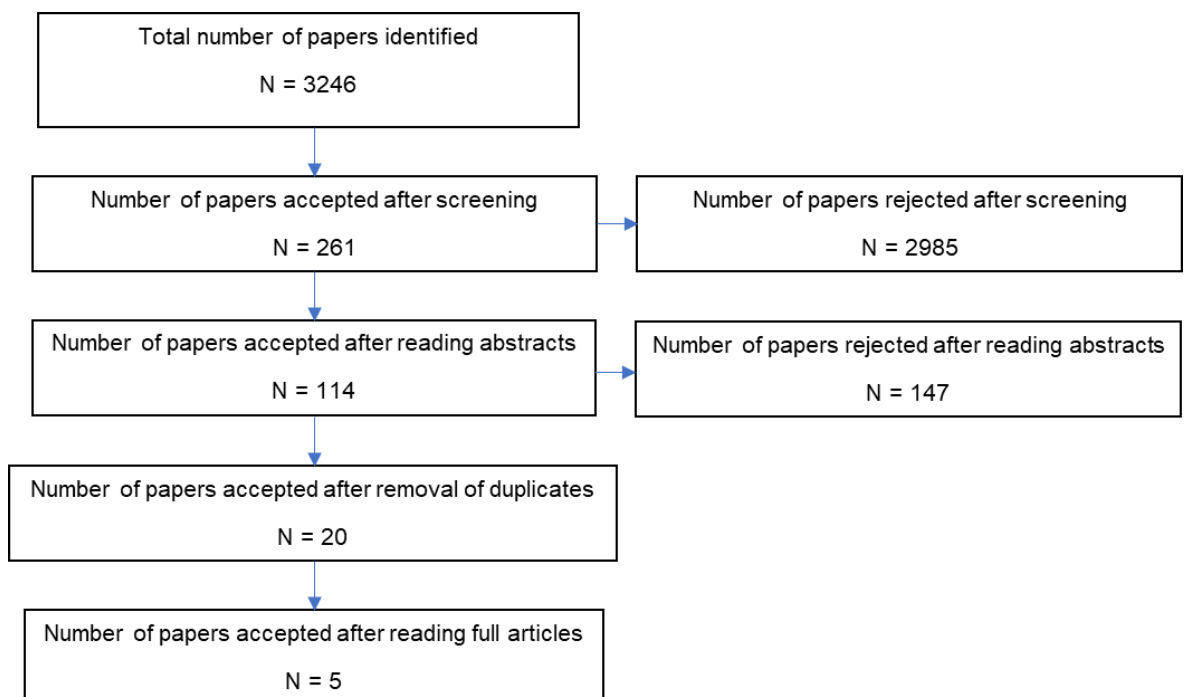 Total number of papers identified
N = 3246
Number of papers accepted after screening
N = 261
Number of papers rejected after screening
N = 2985
Number of papers accepted after reading abstracts
N = 114
Number of papers rejected after reading abstracts
N = 147
Number of papers accepted after removal of duplicates
N = 20
Number of papers accepted after reading full articles
N = 5